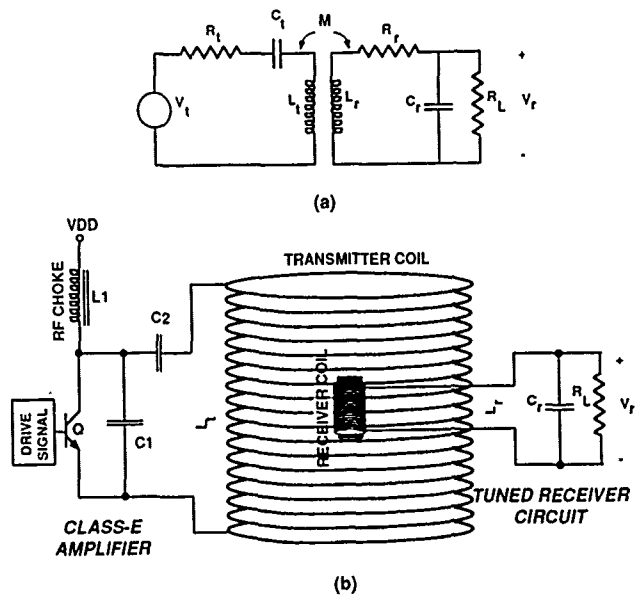 M
R_t
C_t
R_r
V_t
L_t
L_r
C_r
R_L
+
V_r
-
(a)
VDD
RF CHOKE
L1
C2
TRANSMITTER COIL
L_t
RECEIVER COIL
L_r
C_r
R_L
+
V_r
-
DRIVE
SIGNAL
Q
C1
CLASS-E
AMPLIFIER
TUNED RECEIVER
CIRCUIT
(b)